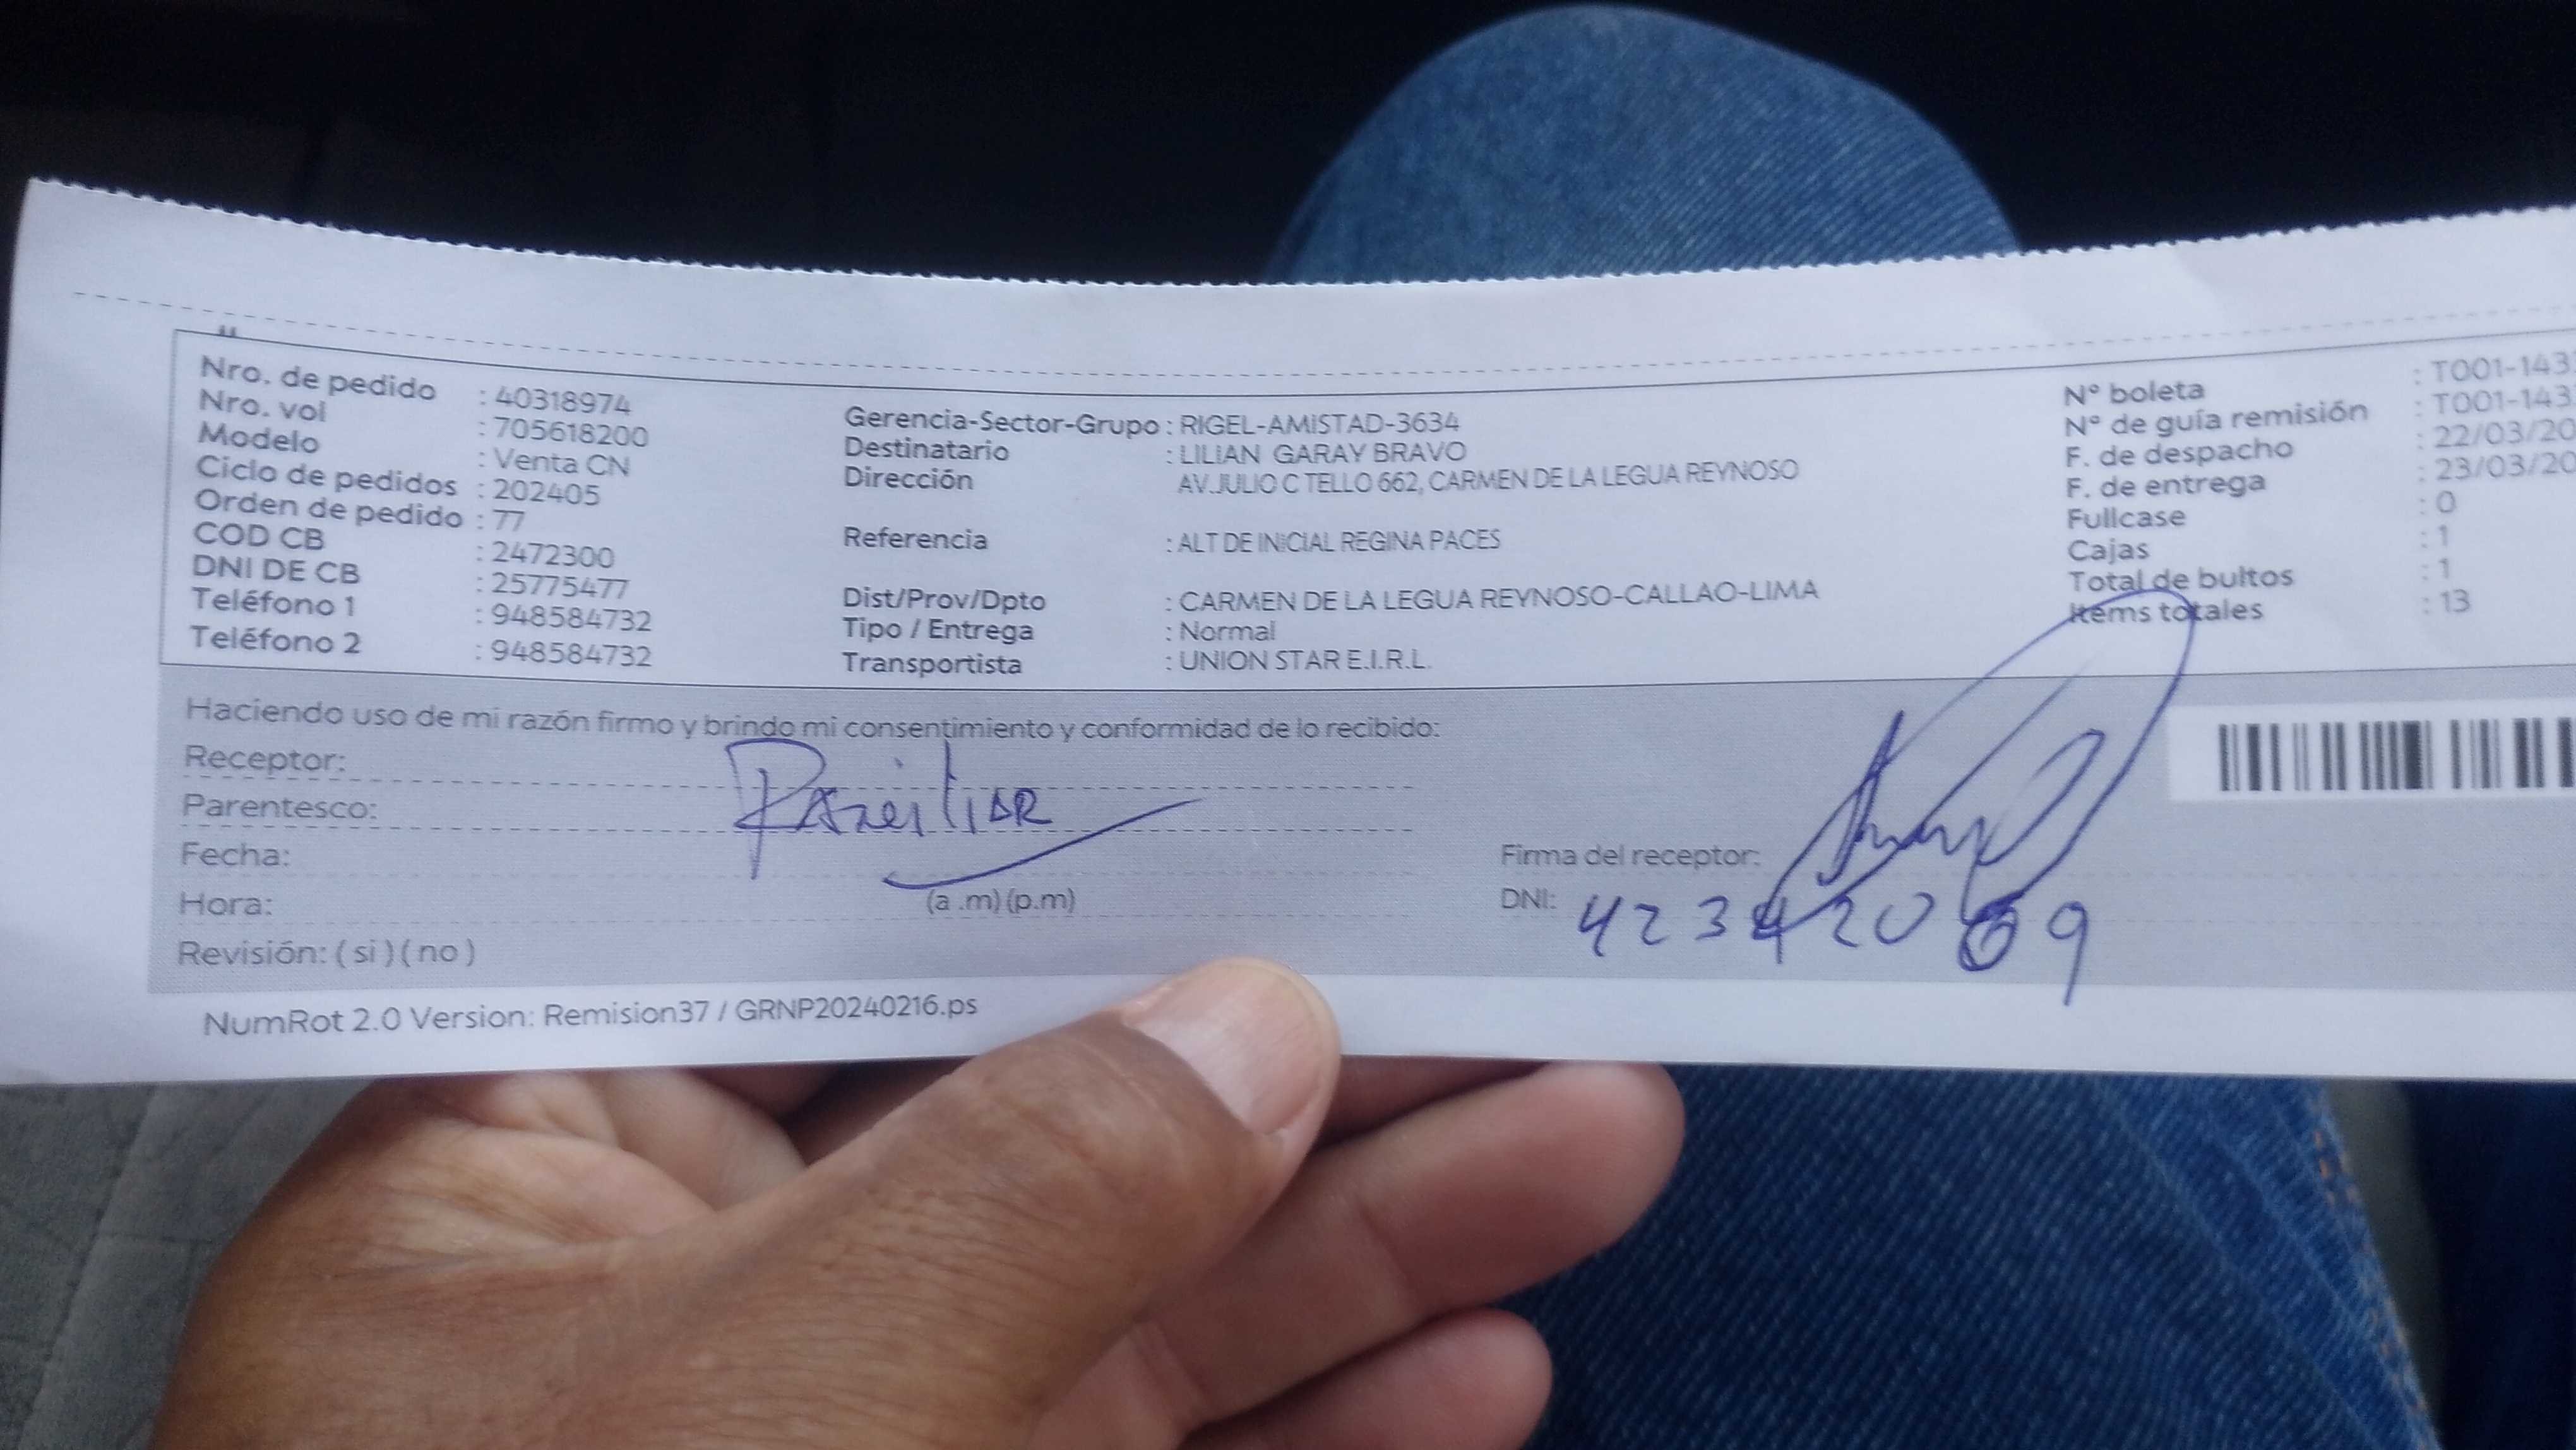 Nro. de pedido : 40318974
Nro. vol : 705618200
Modelo : Venta CN
Ciclo de pedidos : 202405
Orden de pedido : 77
COD CB : 2472300
DNI DE CB : 25775477
Teléfono 1 : 948584732
Teléfono 2 : 948584732
Gerencia-Sector-Grupo : RIGEL-AMISTAD-3634
Destinatario : LILIAN GARAY BRAVO
Dirección AV.JULIO C TELLO 662, CARMEN DE LA LEGUA REYNOSO
Referencia : ALT DE INICIAL REGINA PACES
Dist/Prov/Dpto : CARMEN DE LA LEGUA REYNOSO-CALLAO-LIMA
Tipo / Entrega : Normal
Transportista : UNION STAR E.I.R.L.
N° boleta : T001-143
N° de guía remisión : T001-143
F. de despacho : 22/03/20
F. de entrega : 23/03/20
Fullcase : 0
Cajas : 1
Total de bultos : 1
Items totales : 13
Haciendo uso de mi razón firmo y brindo mi consentimiento y conformidad de lo recibido:
Receptor:
Parentesco:
Fecha:
Hora: (a .m) (p.m)
Revisión: ( si ) ( no )
Firma del receptor:
DNI: 42342069
NumRot 2.0 Version: Remision37 / GRNP20240216.ps